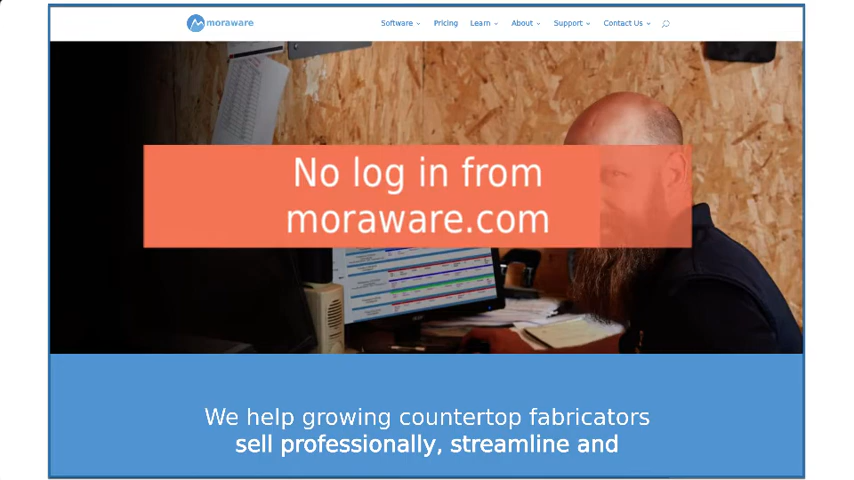 moraware
Software Pricing Learn About Support Contact Us
No log in from
moraware.com
We help growing countertop fabricators
sell professionally, streamline and